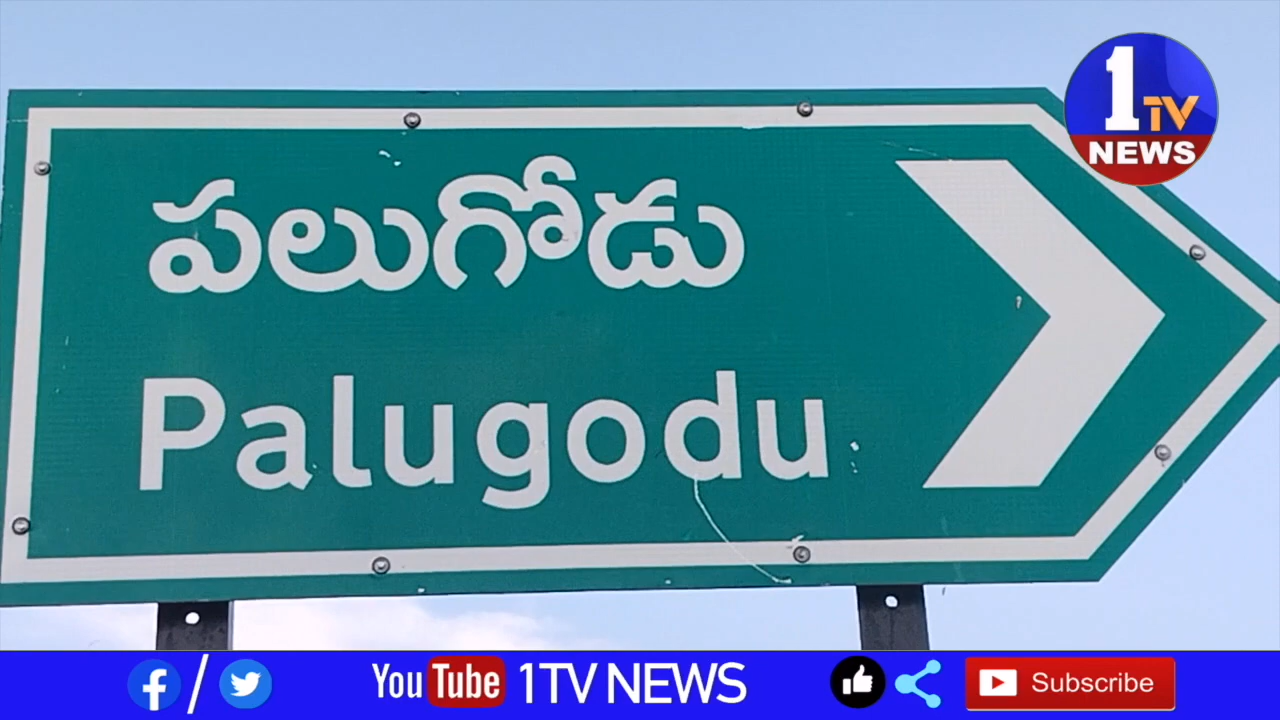 1TV
NEWS
పలుగోడు
Palugodu
YouTube 1TV NEWS
Subscribe